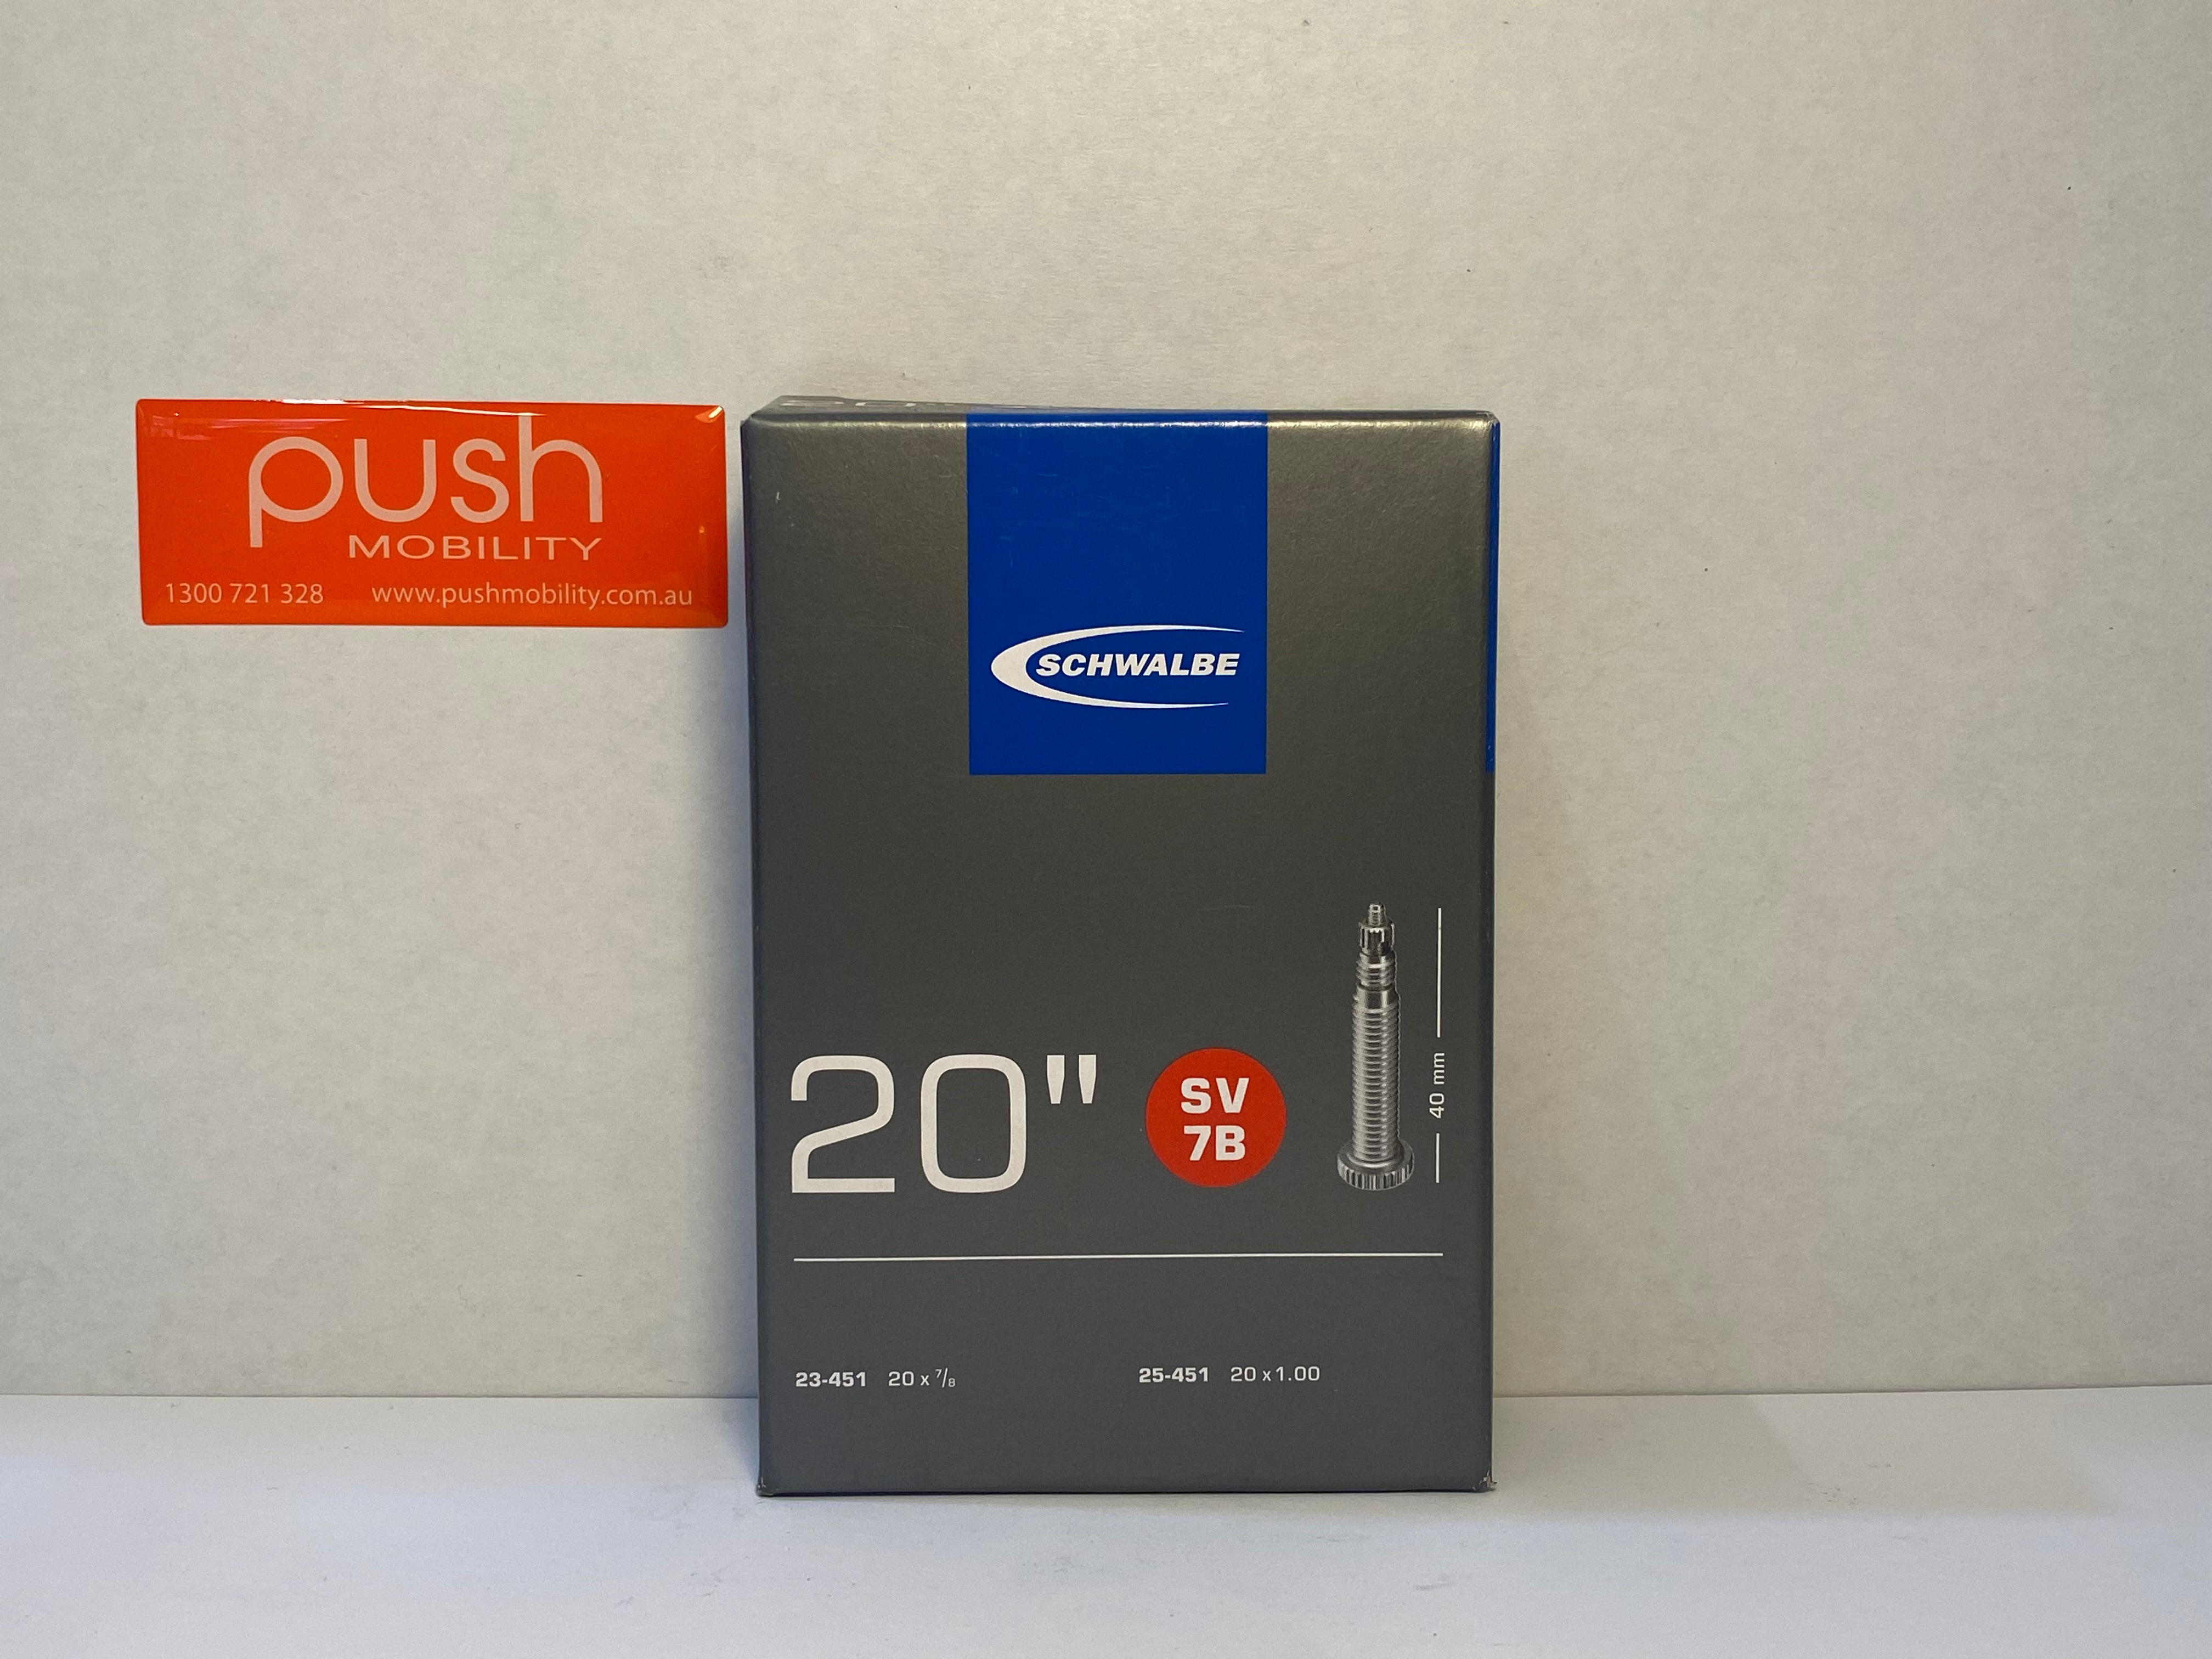 push
MOBILITY
1300 721 328 www.pushmobility.com.au
SCHWALBE
20" SV 7B
40 mm
23-451 20 x 7/8 25-451 20 x 1.00